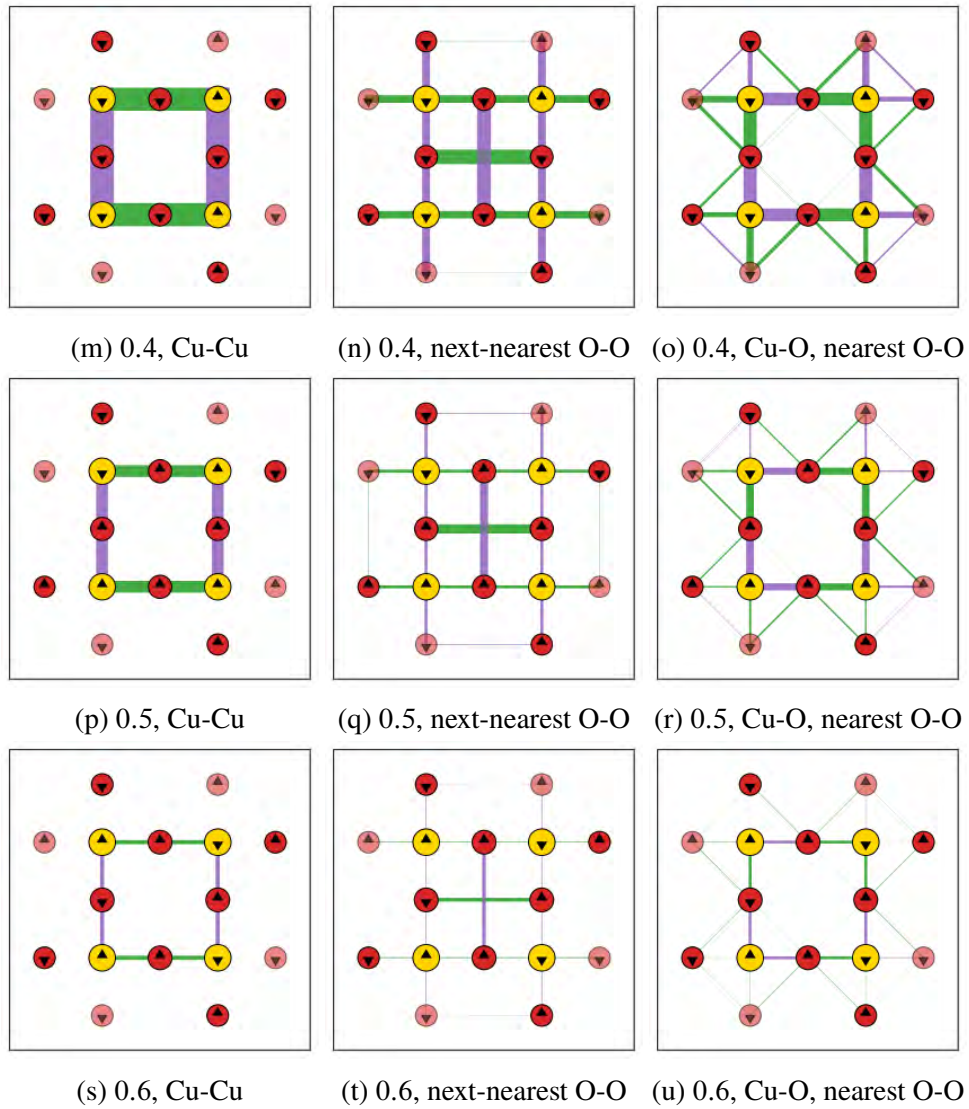 (m) 0.4, Cu-Cu
(n) 0.4, next-nearest O-O
(o) 0.4, Cu-O, nearest O-O
(p) 0.5, Cu-Cu
(q) 0.5, next-nearest O-O
(r) 0.5, Cu-O, nearest O-O
(s) 0.6, Cu-Cu
(t) 0.6, next-nearest O-O
(u) 0.6, Cu-O, nearest O-O